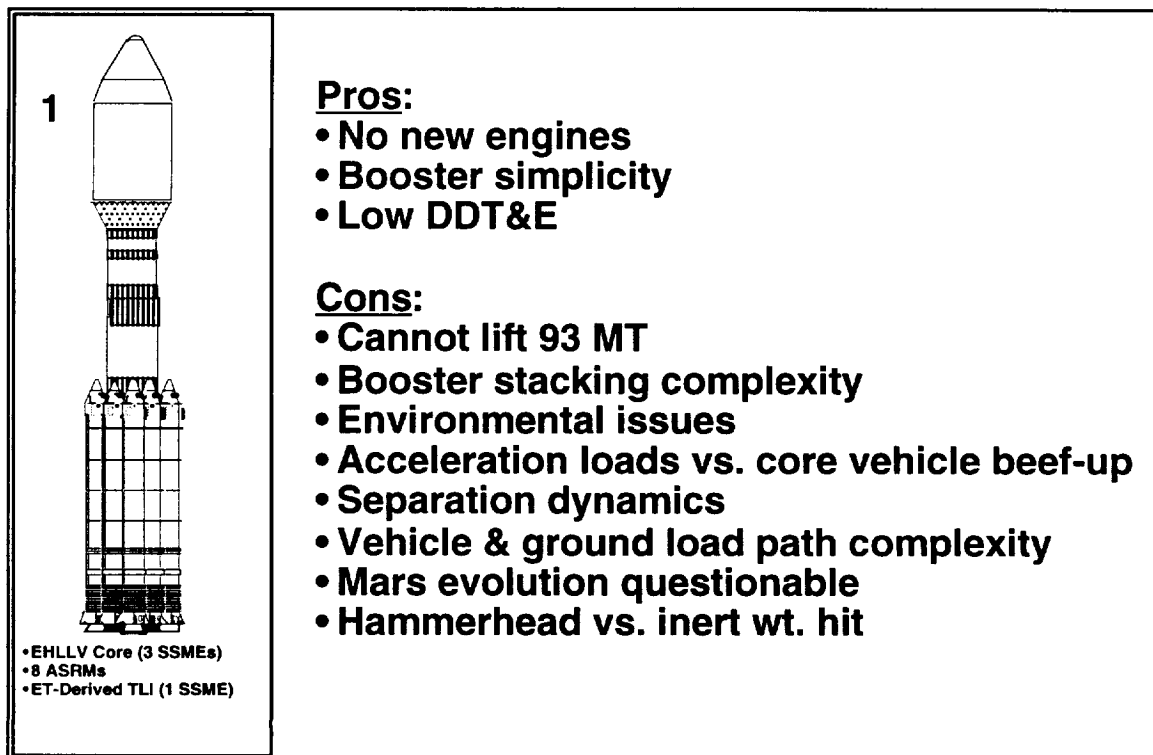 1
•EHLLV Core (3 SSMEs)
•8 ASRMs
•ET-Derived TLI (1 SSME)
Pros:
• No new engines
• Booster simplicity
• Low DDT&E
Cons:
• Cannot lift 93 MT
• Booster stacking complexity
• Environmental issues
• Acceleration loads vs. core vehicle beef-up
• Separation dynamics
• Vehicle & ground load path complexity
• Mars evolution questionable
• Hammerhead vs. inert wt. hit